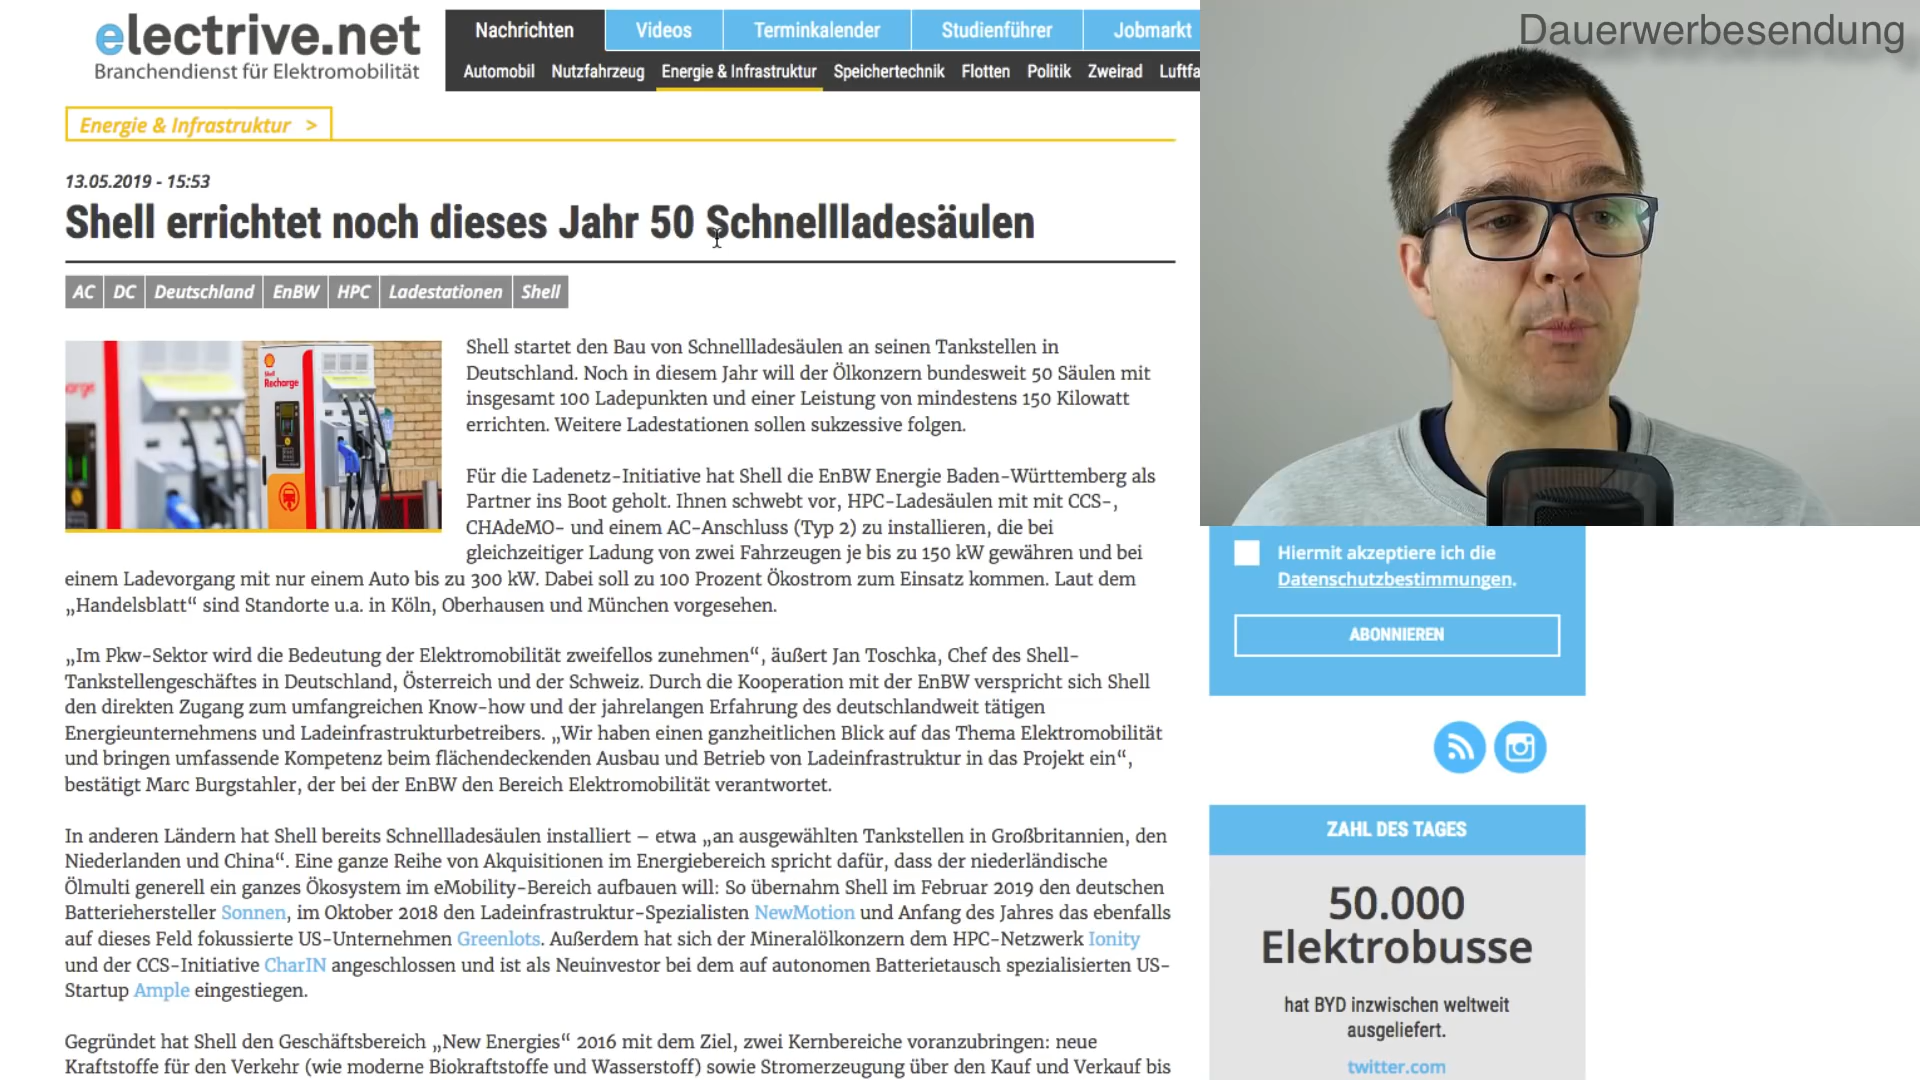 electrive.net
Branchendienst für Elektromobilität
Nachrichten
Videos
Terminkalender
Studienführer
Jobmarkt
Automobil
Nutzfahrzeug
Energie & Infrastruktur
Speichertechnik
Flotten
Politik
Zweirad
Luftfa
Dauerwerbesendung
Energie & Infrastruktur >
13.05.2019 - 15:53
Shell errichtet noch dieses Jahr 50 Schnellladesäulen
AC
DC
Deutschland
EnBW
HPC
Ladestationen
Shell
Shell
Recharge
Shell startet den Bau von Schnellladesäulen an seinen Tankstellen in
Deutschland. Noch in diesem Jahr will der Ölkonzern bundesweit 50 Säulen mit
insgesamt 100 Ladepunkten und einer Leistung von mindestens 150 Kilowatt
errichten. Weitere Ladestationen sollen sukzessive folgen.
Für die Ladenetz-Initiative hat Shell die EnBW Energie Baden-Württemberg als
Partner ins Boot geholt. Ihnen schwebt vor, HPC-Ladesäulen mit mit CCS-,
CHAdeMO- und einem AC-Anschluss (Typ 2) zu installieren, die bei
gleichzeitiger Ladung von zwei Fahrzeugen je bis zu 150 kW gewähren und bei
einem Ladevorgang mit nur einem Auto bis zu 300 kW. Dabei soll zu 100 Prozent Ökostrom zum Einsatz kommen. Laut dem
„Handelsblatt“ sind Standorte u.a. in Köln, Oberhausen und München vorgesehen.
„Im Pkw-Sektor wird die Bedeutung der Elektromobilität zweifellos zunehmen“, äußert Jan Toschka, Chef des Shell-
Tankstellengeschäftes in Deutschland, Österreich und der Schweiz. Durch die Kooperation mit der EnBW verspricht sich Shell
den direkten Zugang zum umfangreichen Know-how und der jahrelangen Erfahrung des deutschlandweit tätigen
Energieunternehmens und Ladeinfrastrukturbetreibers. „Wir haben einen ganzheitlichen Blick auf das Thema Elektromobilität
und bringen umfassende Kompetenz beim flächendeckenden Ausbau und Betrieb von Ladeinfrastruktur in das Projekt ein“,
bestätigt Marc Burgstahler, der bei der EnBW den Bereich Elektromobilität verantwortet.
In anderen Ländern hat Shell bereits Schnellladesäulen installiert – etwa „an ausgewählten Tankstellen in Großbritannien, den
Niederlanden und China“. Eine ganze Reihe von Akquisitionen im Energiebereich spricht dafür, dass der niederländische
Ölmulti generell ein ganzes Ökosystem im eMobility-Bereich aufbauen will: So übernahm Shell im Februar 2019 den deutschen
Batteriehersteller Sonnen, im Oktober 2018 den Ladeinfrastruktur-Spezialisten NewMotion und Anfang des Jahres das ebenfalls
auf dieses Feld fokussierte US-Unternehmen Greenlots. Außerdem hat sich der Mineralölkonzern dem HPC-Netzwerk Ionity
und der CCS-Initiative CharIN angeschlossen und ist als Neuinvestor bei dem auf autonomen Batterietausch spezialisierten US-
Startup Ample eingestiegen.
Gegründet hat Shell den Geschäftsbereich „New Energies“ 2016 mit dem Ziel, zwei Kernbereiche voranzubringen: neue
Kraftstoffe für den Verkehr (wie moderne Biokraftstoffe und Wasserstoff) sowie Stromerzeugung über den Kauf und Verkauf bis
Hiermit akzeptiere ich die
Datenschutzbestimmungen.
ABONNIEREN
ZAHL DES TAGES
50.000
Elektrobusse
hat BYD inzwischen weltweit
ausgeliefert.
twitter.com